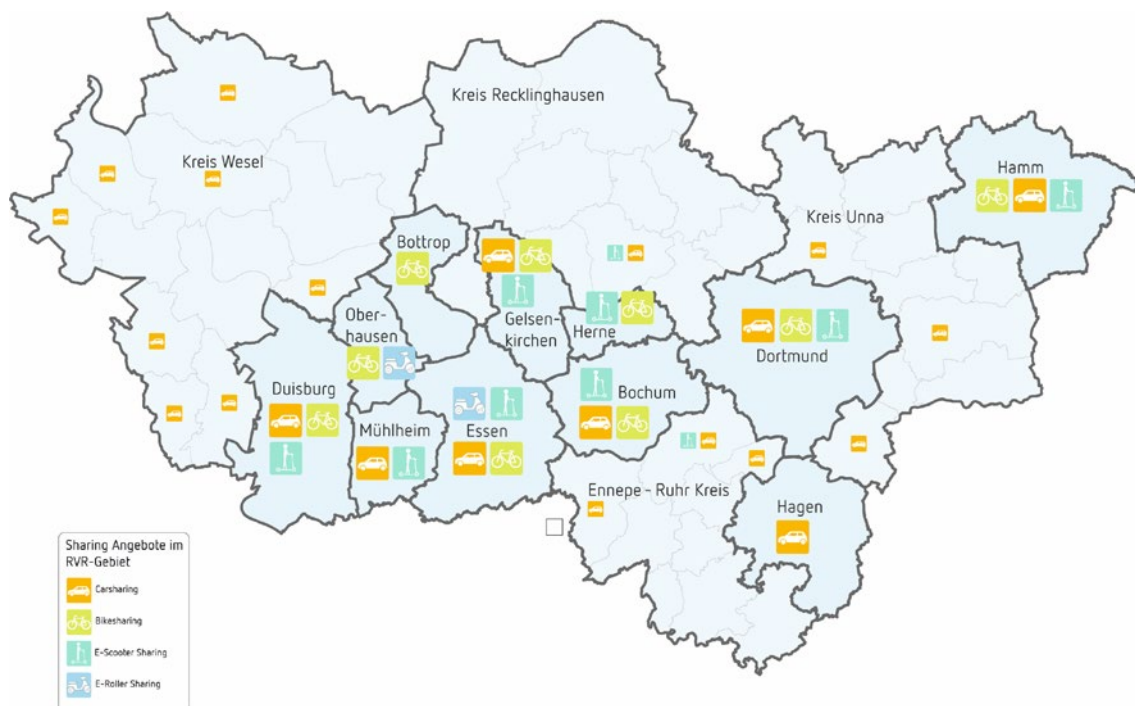 Kreis Recklinghausen
Kreis Wesel
Hamm
Kreis Unna
Bottrop
Ober-
hausen
Gelsen-
kirchen
Herne
Dortmund
Duisburg
Bochum
Mühlheim
Essen
Ennepe - Ruhr Kreis
Hagen
Sharing Angebote im
RVR-Gebiet
Carsharing
Bikesharing
E-Scooter Sharing
E-Roller Sharing